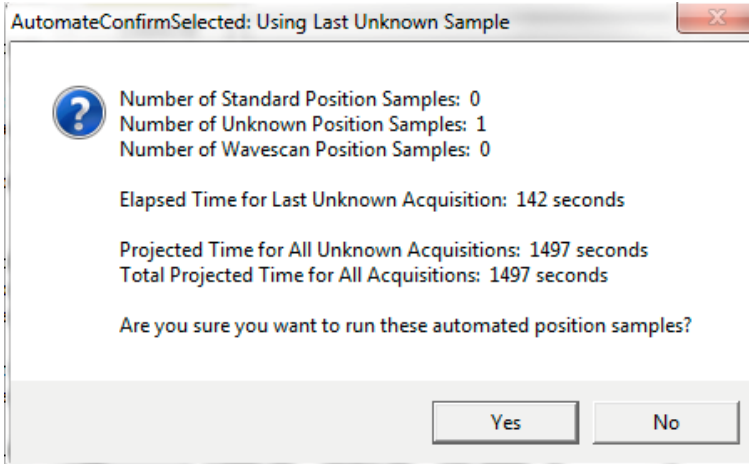 AutomateConfirmSelected: Using Last Unknown Sample
Number of Standard Position Samples: 0
Number of Unknown Position Samples: 1
Number of Wavescan Position Samples: 0
Elapsed Time for Last Unknown Acquisition: 142 seconds
Projected Time for All Unknown Acquisitions: 1497 seconds
Total Projected Time for All Acquisitions: 1497 seconds
Are you sure you want to run these automated position samples?
Yes No